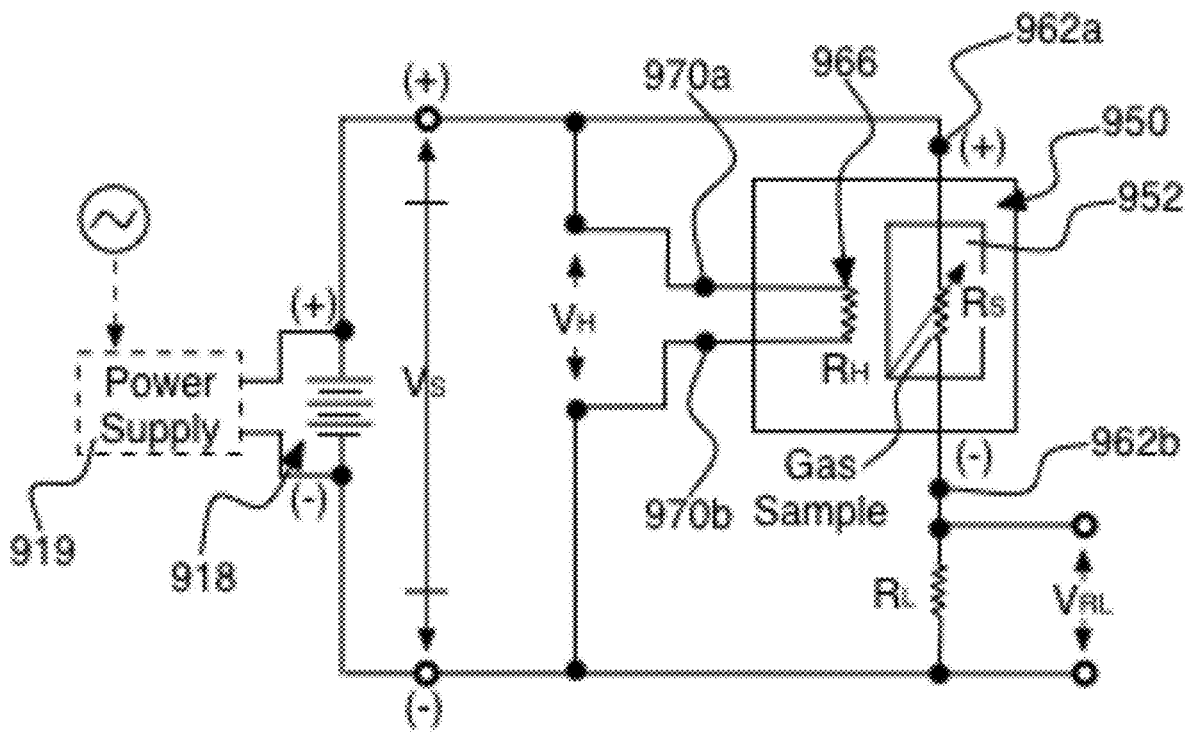 962a
966
970a
(+)
950
(+)
952
(+)
RS
VH
Power
Supply
VS
RH
(-)
Gas
Sample
(-)
962b
970b
919
918
RL
VRL
(-)